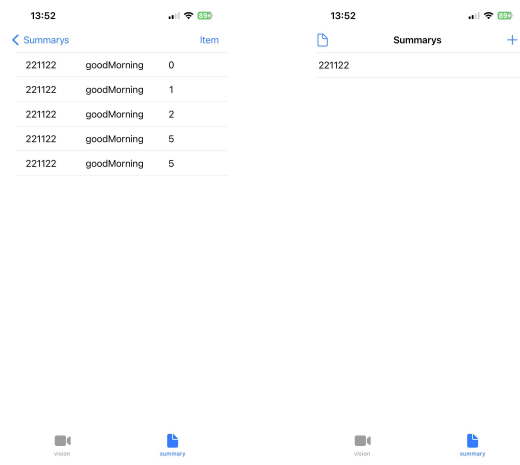 13:52 89+
Summarys Item
221122 goodMorning 0
221122 goodMorning 1
221122 goodMorning 2
221122 goodMorning 5
221122 goodMorning 5
vision summary
13:52 89+
Summarys +
221122
vision summary